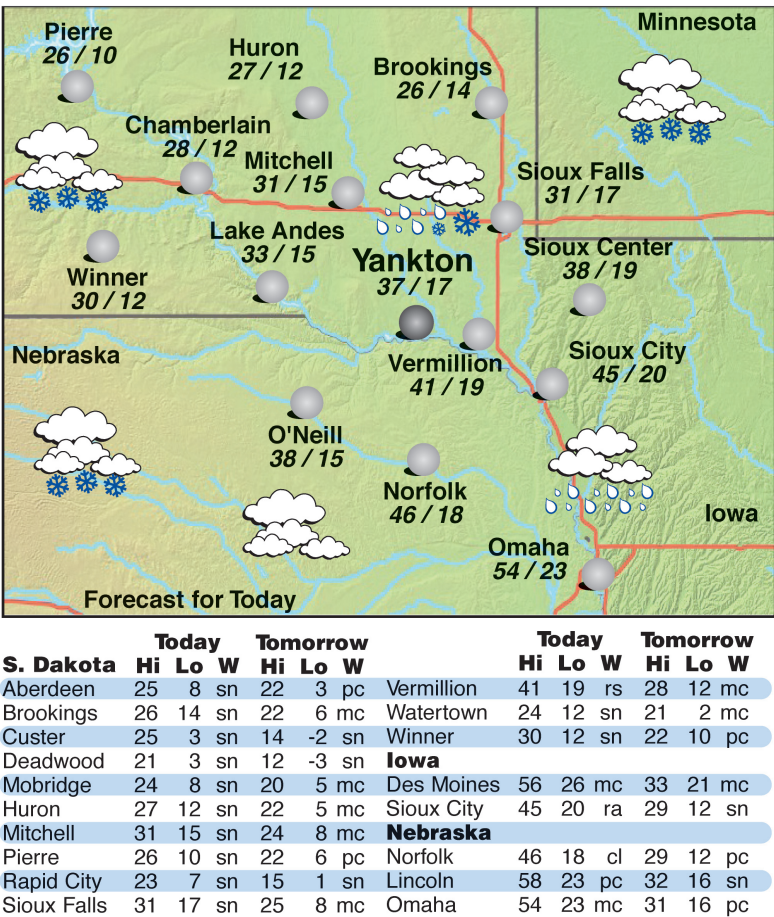 Pierre
26 / 10
Huron
27 / 12
Brookings
26 / 14
Minnesota
Chamberlain
28 / 12
Mitchell
31 / 15
Sioux Falls
31 / 17
Lake Andes
33 / 15
Yankton
37 / 17
Sioux Center
38 / 19
Winner
30 / 12
Nebraska
Vermillion
41 / 19
Sioux City
45 / 20
O'Neill
38 / 15
Norfolk
46 / 18
Iowa
Omaha
54 / 23
Forecast for Today
Today Tomorrow
S. Dakota Hi Lo W Hi Lo W
Aberdeen 25 8 sn 22 3 pc
Brookings 26 14 sn 22 6 mc
Custer 25 3 sn 14 -2 sn
Deadwood 21 3 sn 12 -3 sn
Mobridge 24 8 sn 20 5 mc
Huron 27 12 sn 22 5 mc
Mitchell 31 15 sn 24 8 mc
Pierre 26 10 sn 22 6 pc
Rapid City 23 7 sn 15 1 sn
Sioux Falls 31 17 sn 25 8 mc
Today Tomorrow
Hi Lo W Hi Lo W
Vermillion 41 19 rs 28 12 mc
Watertown 24 12 sn 21 2 mc
Winner 30 12 sn 22 10 pc
Iowa
Des Moines 56 26 mc 33 21 mc
Sioux City 45 20 ra 29 12 sn
Nebraska
Norfolk 46 18 cl 29 12 pc
Lincoln 58 23 pc 32 16 sn
Omaha 54 23 mc 31 16 pc